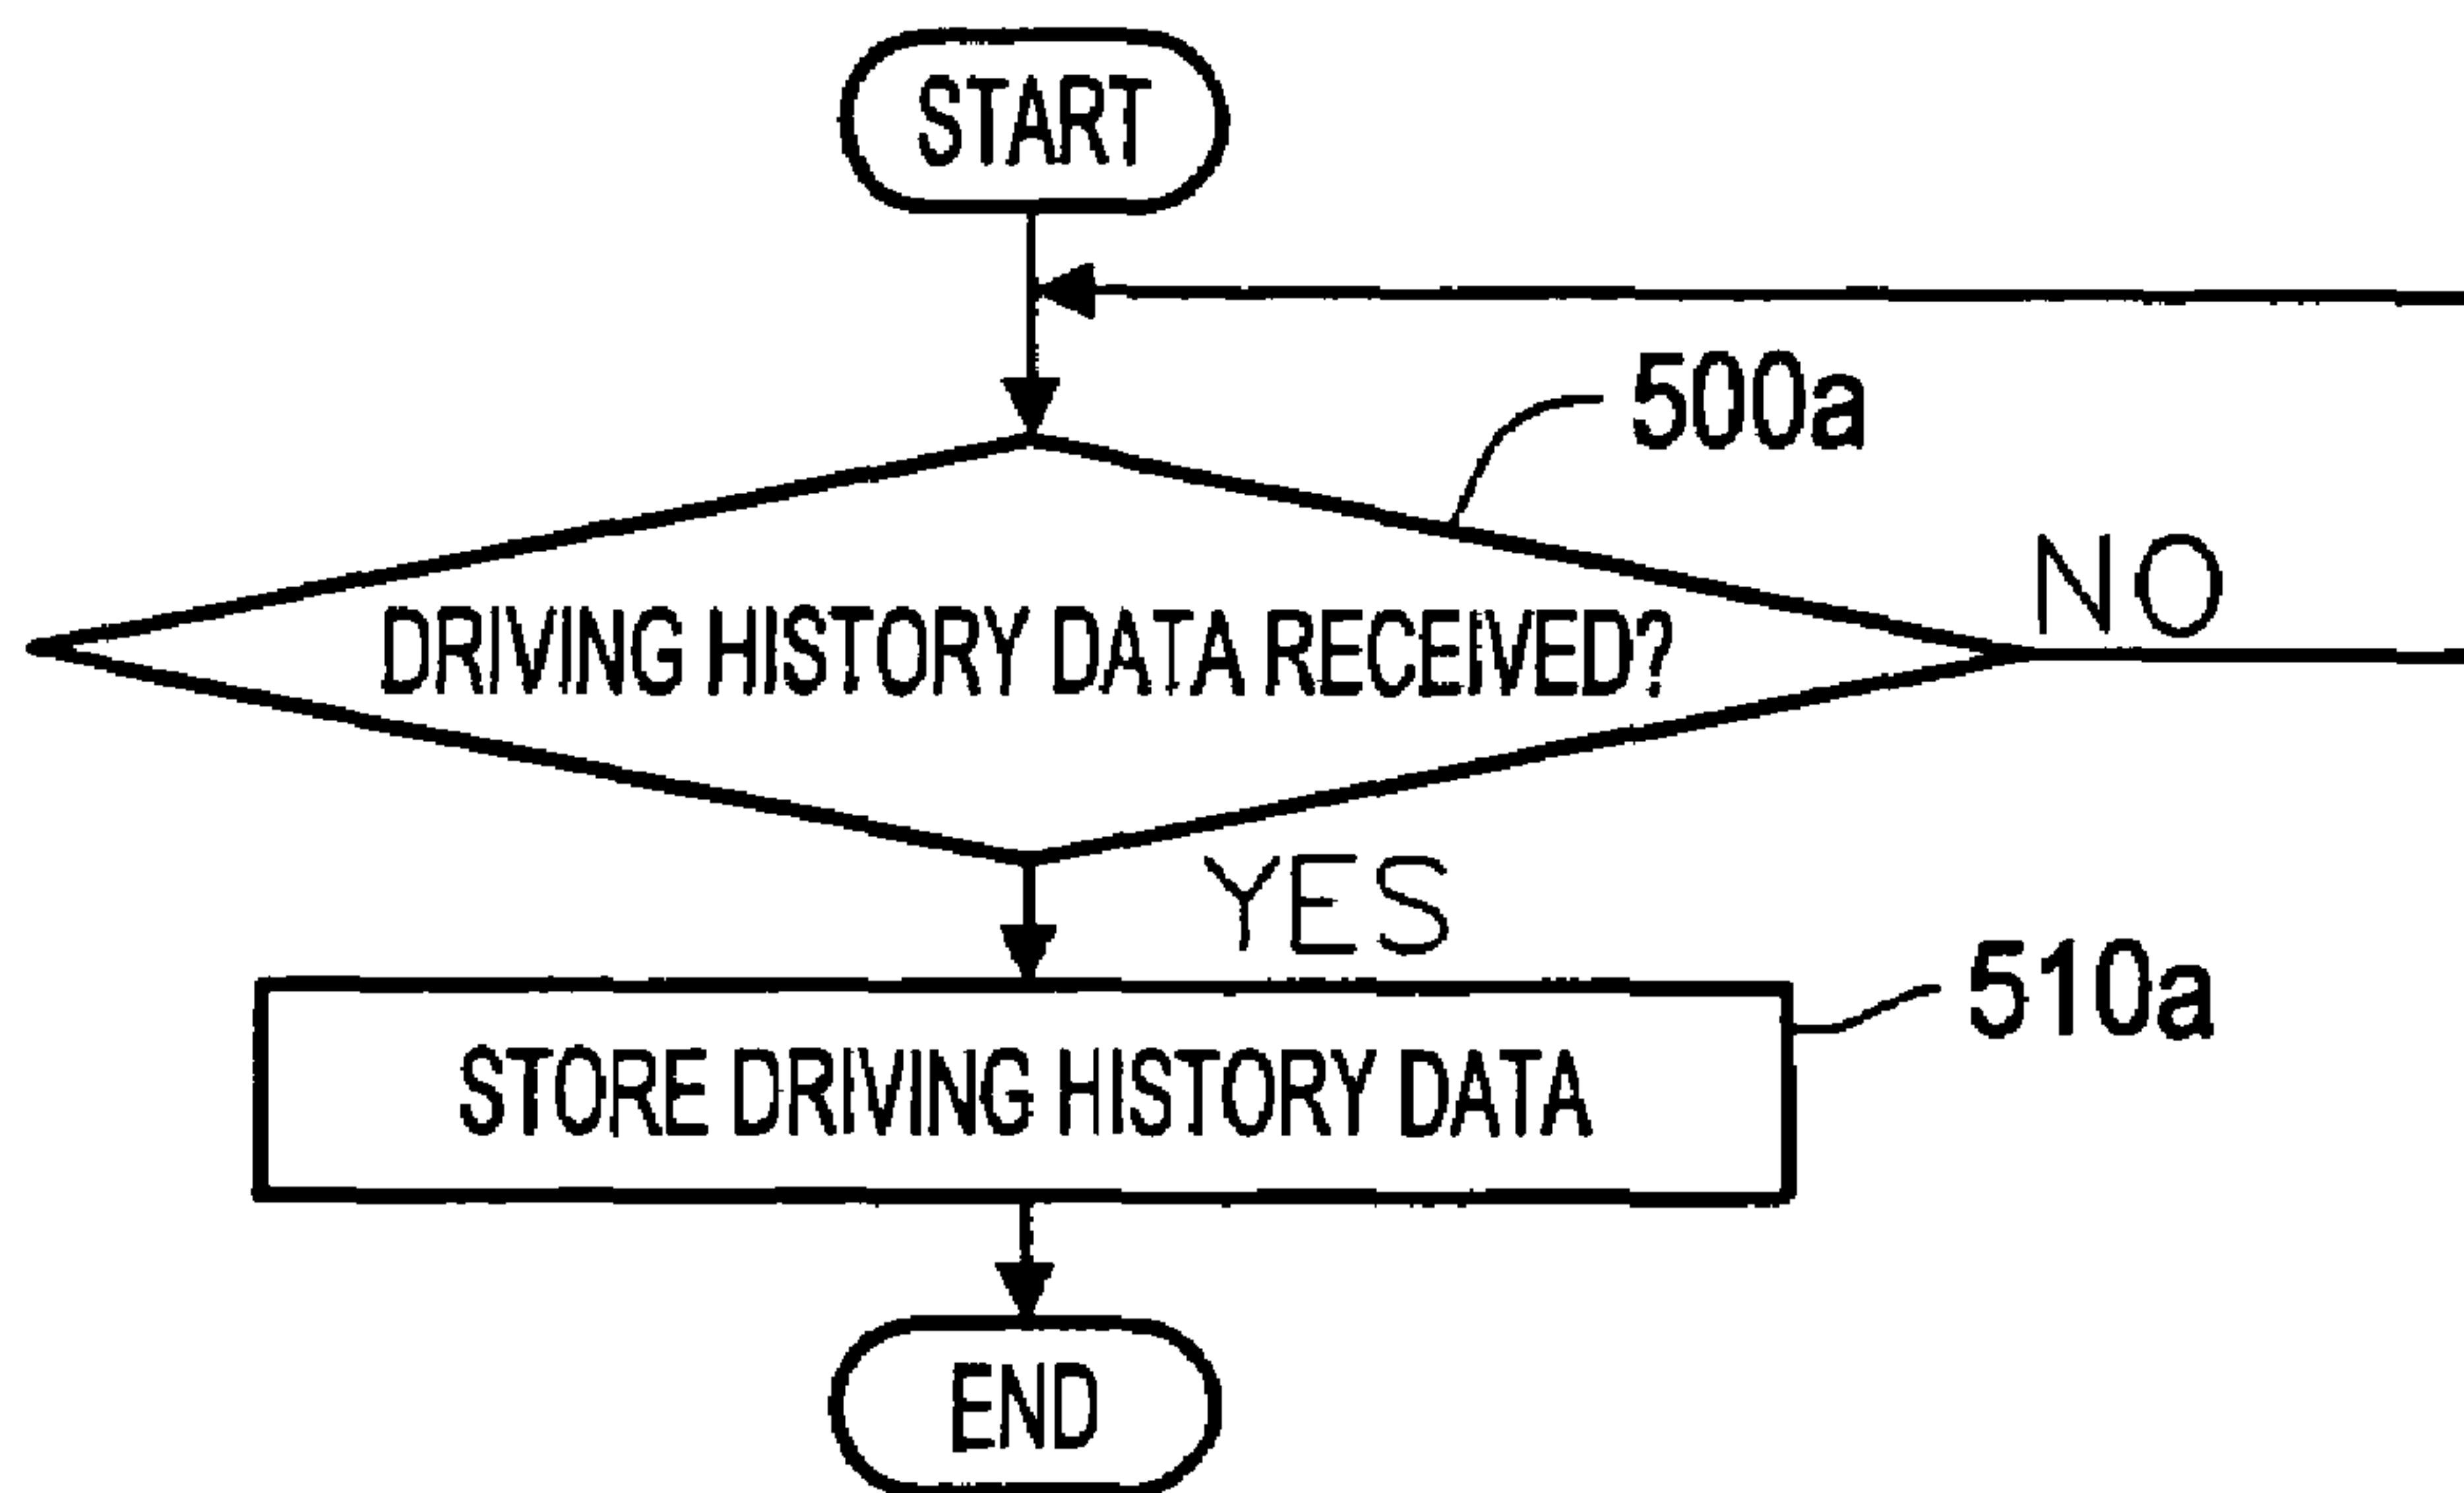 START
500a
DRIVING HISTORY DATA RECEIVED?
NO
YES
510a
STORE DRIVING HISTORY DATA
END